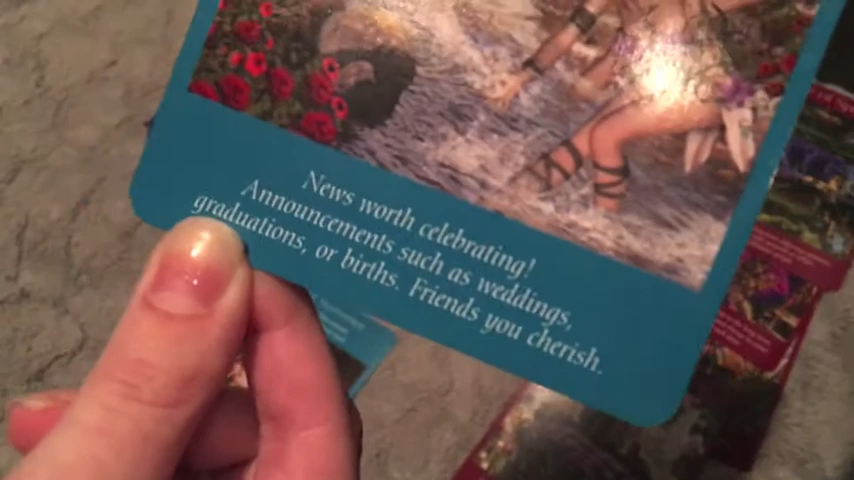 News worth celebrating!
Announcements such as weddings,
graduations, or births. Friends you cherish.